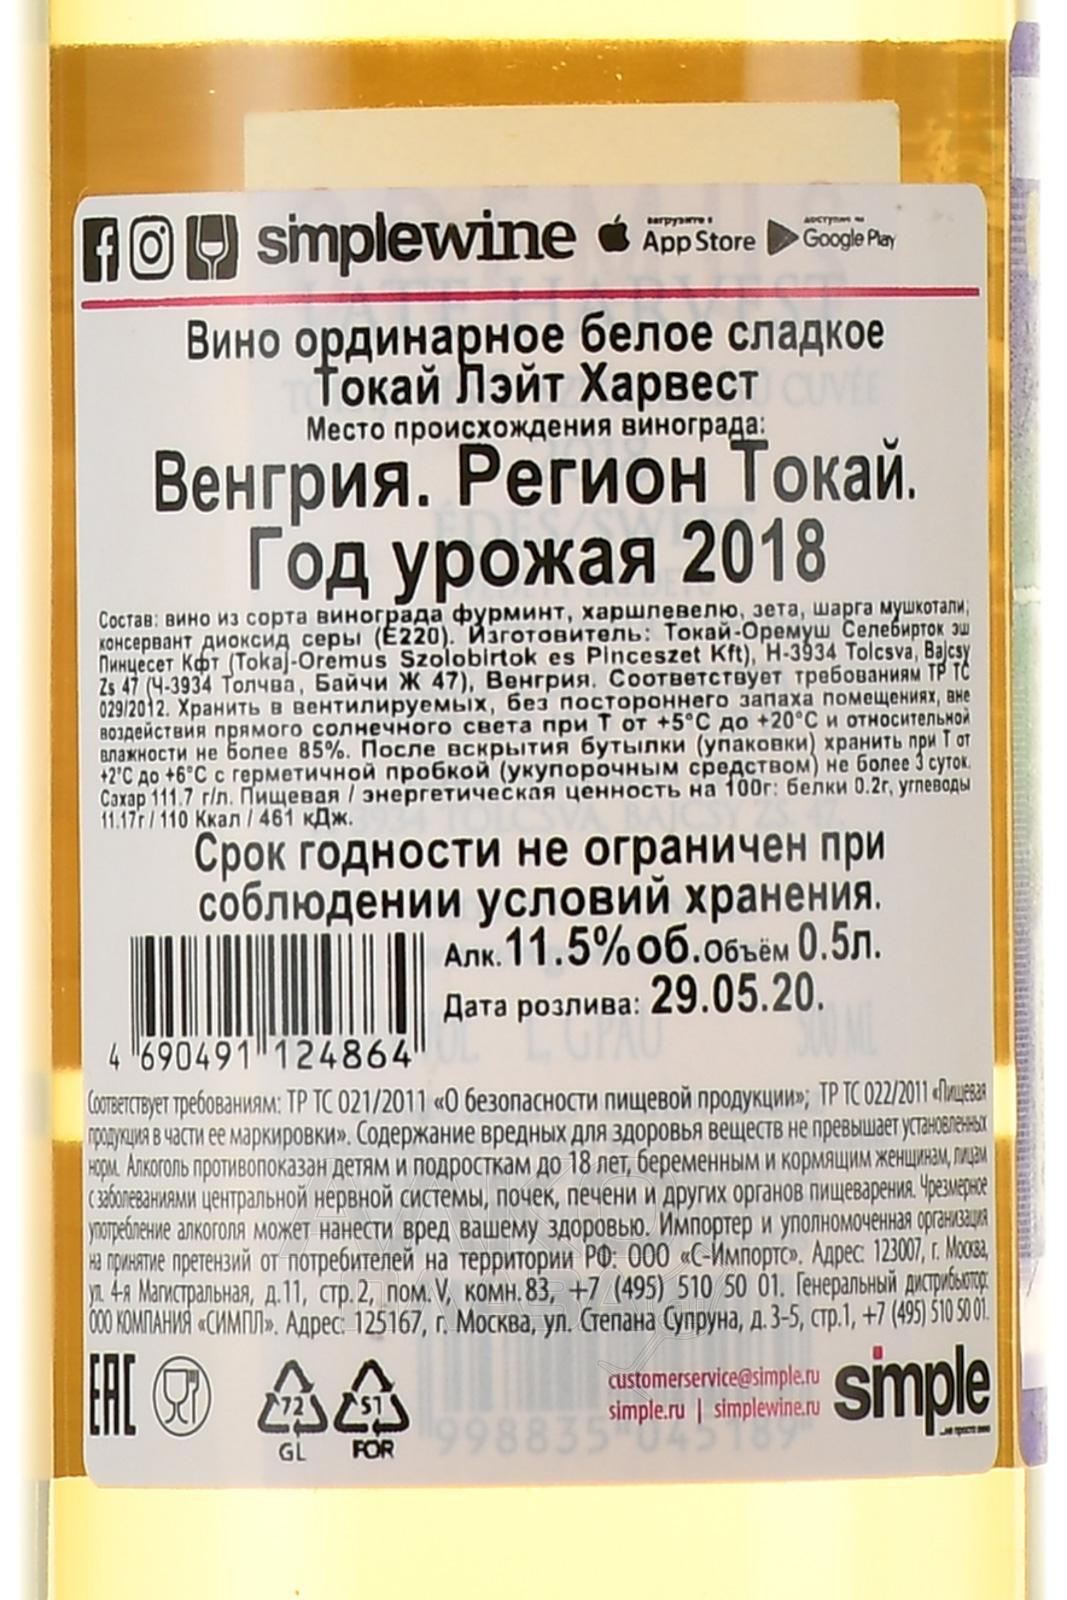 simplewine загрузите в App Store доступно на Google Play
Вино ординарное белое сладкое
Токай Лэйт Харвест
Место происхождения винограда:
Венгрия. Регион Токай.
Год урожая 2018
Состав: вино из сорта винограда фурминт, харшлевелю, зета, шарга мушкотали;
консервант диоксид серы (E220). Изготовитель: Токай-Оремуш Селебирток эш
Пинцесет Кфт (Tokaj-Oremus Szolobirtok es Pinceszet Kft), H-3934 Tolcsva, Bajcsy
Zs 47 (Ч-3934 Толчва, Байчи Ж 47), Венгрия. Соответствует требованиям ТР ТС
029/2012. Хранить в вентилируемых, без постороннего запаха помещениях, вне
воздействия прямого солнечного света при Т от +5°С до +20°С и относительной
влажности не более 85%. После вскрытия бутылки (упаковки) хранить при Т от
+2°С до +6°С с герметичной пробкой (укупорочным средством) не более 3 суток.
Сахар 111.7 г/л. Пищевая / энергетическая ценность на 100г: белки 0.2г, углеводы
11.17г / 110 Ккал / 461 кДж.
Срок годности не ограничен при
соблюдении условий хранения.
Алк. 11.5% об. Объём 0.5л.
Дата розлива: 29.05.20.
4 690491 124864
Соответствует требованиям: ТР ТС 021/2011 «О безопасности пищевой продукции»; ТР ТС 022/2011 «Пищевая
продукция в части ее маркировки». Содержание вредных для здоровья веществ не превышает установленных
норм. Алкоголь противопоказан детям и подросткам до 18 лет, беременным и кормящим женщинам, лицам
с заболеваниями центральной нервной системы, почек, печени и других органов пищеварения. Чрезмерное
употребление алкоголя может нанести вред вашему здоровью. Импортер и уполномоченная организация
на принятие претензий от потребителей на территории РФ: ООО «С-Импортс». Адрес: 123007, г. Москва,
ул. 4-я Магистральная, д.11, стр.2, пом.V, комн.83, +7 (495) 510 50 01. Генеральный дистрибьютор:
ООО КОМПАНИЯ «СИМПЛ». Адрес: 125167, г. Москва, ул. Степана Супруна, д.3-5, стр.1, +7 (495) 510 50 01.
EAC 72 GL 51 FOR
customerservice@simple.ru
simple.ru | simplewine.ru
simple
...не просто вино